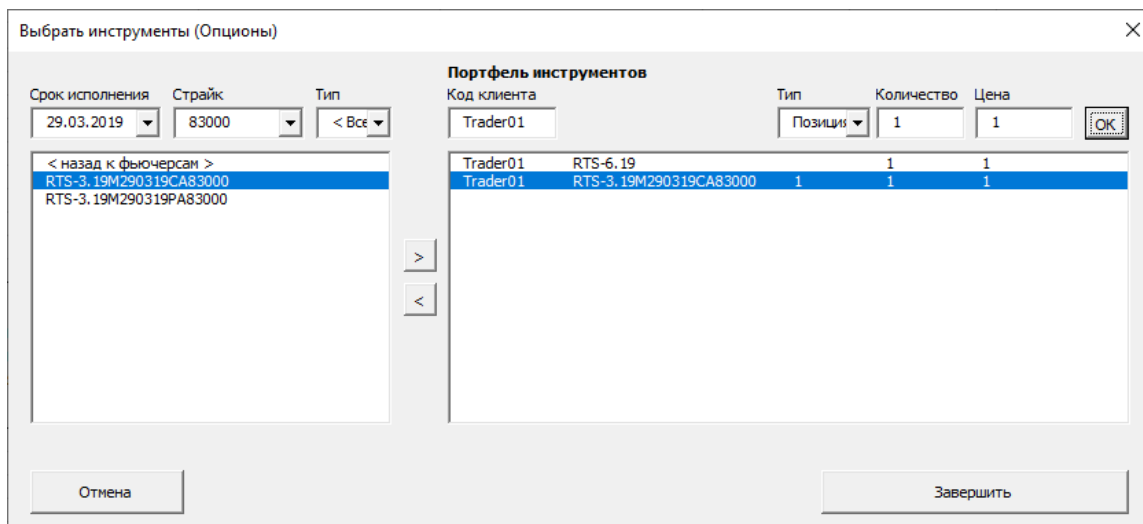 Выбрать инструменты (Опционы)
Портфель инструментов
Срок исполнения Страйк Тип Код клиента Тип Количество Цена
29.03.2019 83000 < Все Trader01 Позиция 1 1 OK
< назад к фьючерсам > Trader01 RTS-6.19 1 1
RTS-3.19M290319CA83000 Trader01 RTS-3.19M290319CA83000 1 1 1
RTS-3.19M290319PA83000
>
<
Отмена Завершить